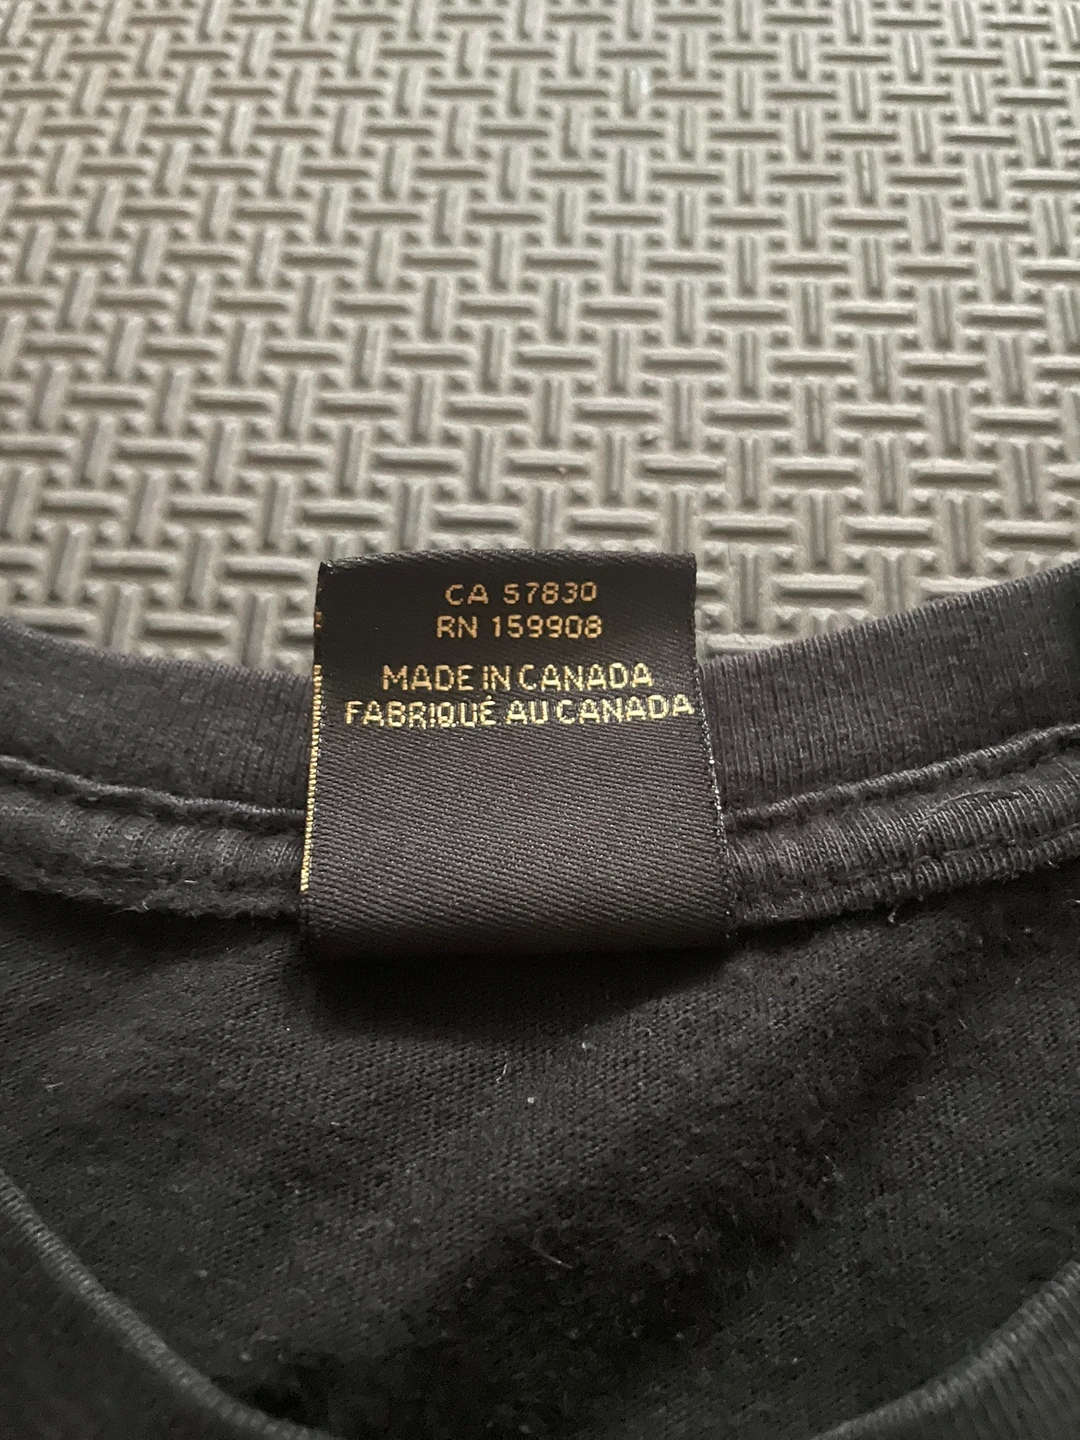 CA 57830
RN 159908
MADE IN CANADA
FABRIQUÉ AU CANADA